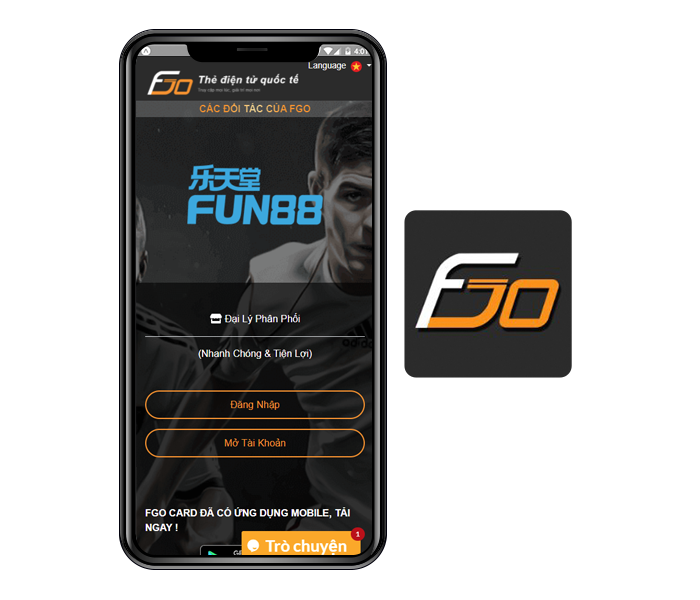 4:0
Language
FGO Thẻ điện tử quốc tế
Truy cập mọi lúc, giải trí mọi nơi
CÁC ĐỐI TÁC CỦA FGO
乐天堂
FUN88
adidas
Đại Lý Phân Phối
(Nhanh Chóng & Tiện Lợi)
Đăng Nhập
Mở Tài Khoản
FGO CARD ĐÃ CÓ ỨNG DỤNG MOBILE, TẢI
NGAY !
GE
Trò chuyện
1
FGO